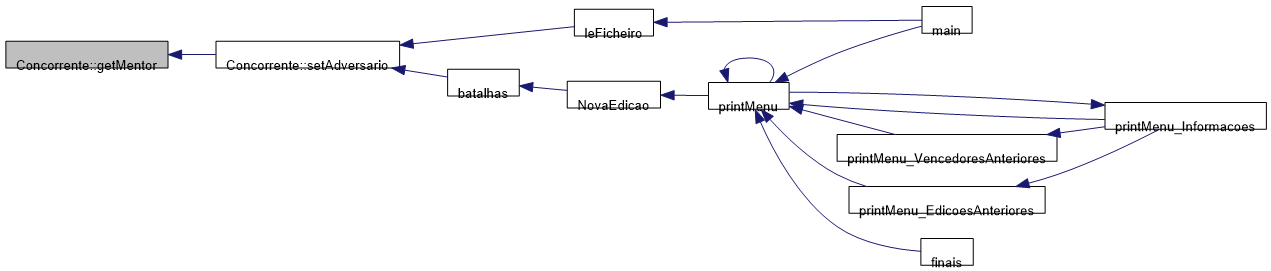 Concorrente::getMentor
Concorrente::setAdversario
leFicheiro
batalhas
NovaEdicao
main
printMenu
printMenu_Informacoes
printMenu_VencedoresAnteriores
printMenu_EdicoesAnteriores
finais